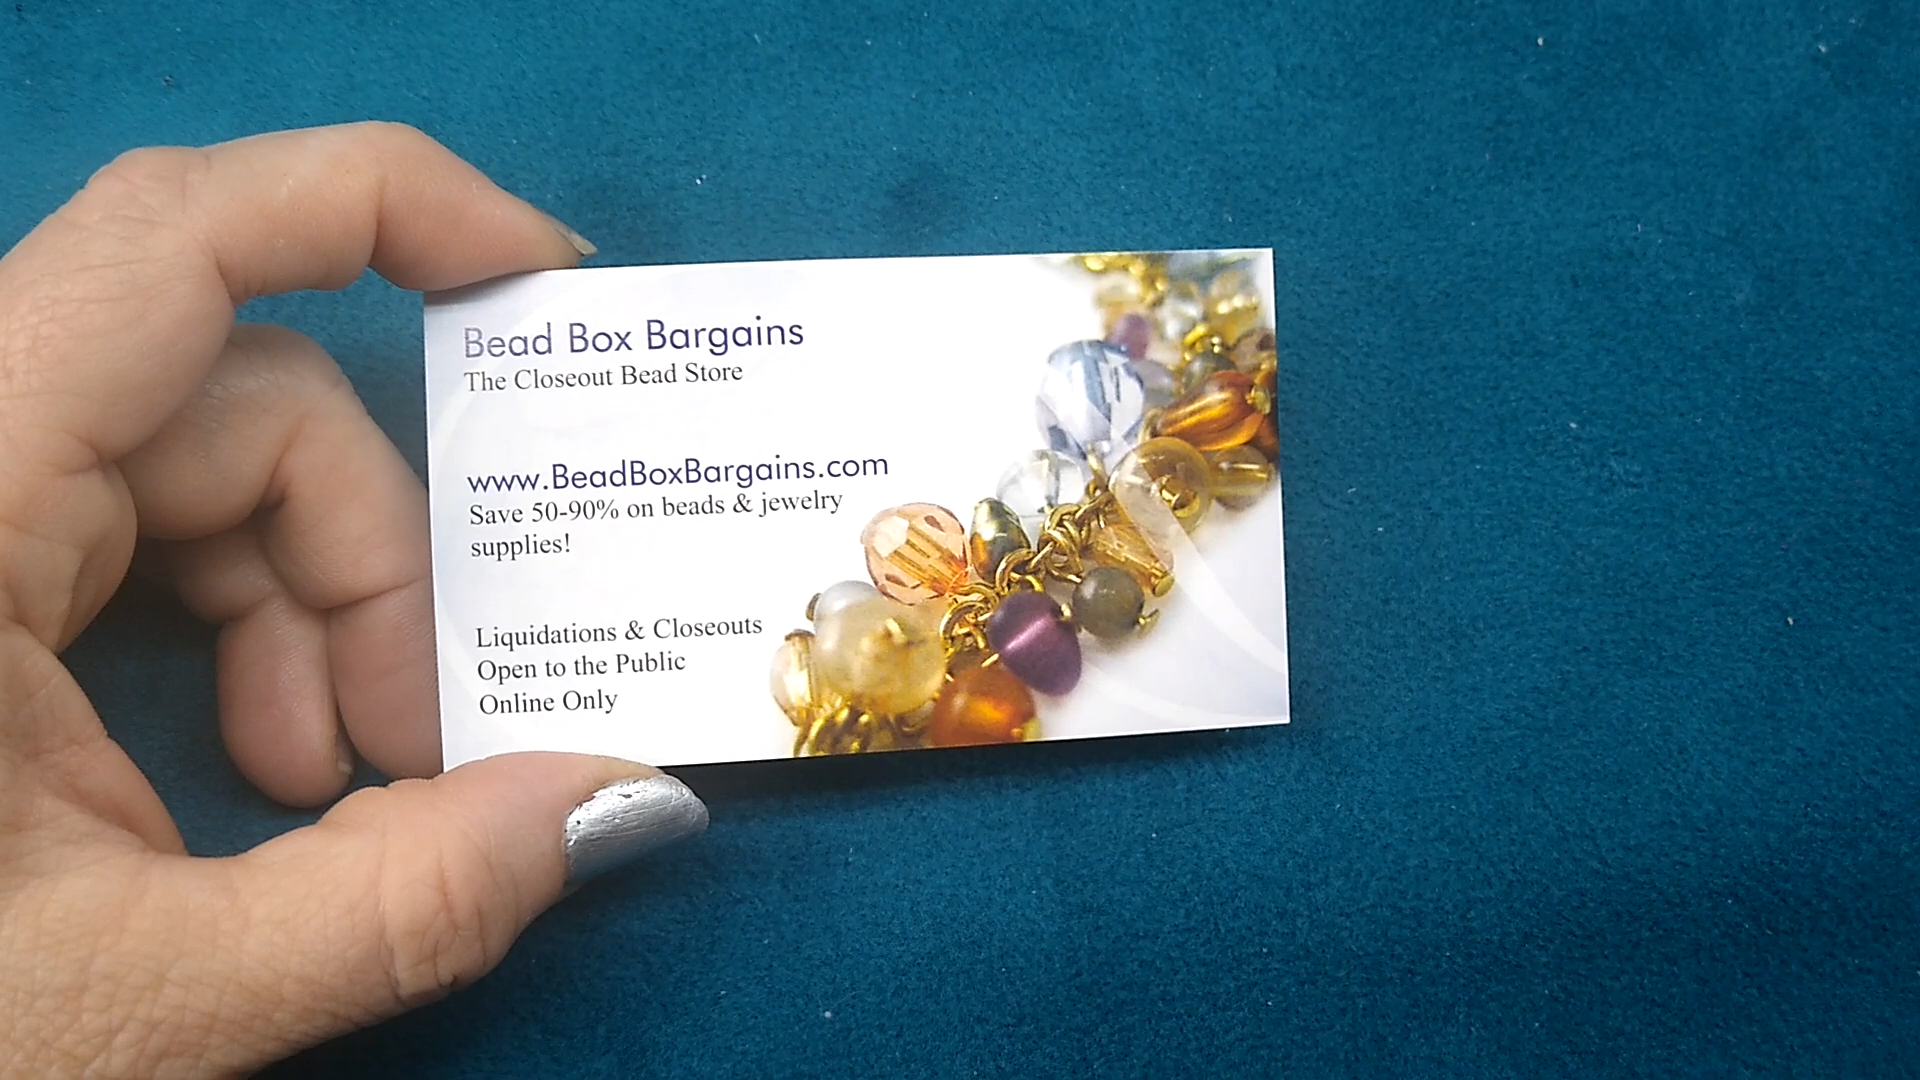 Bead Box Bargains
The Closeout Bead Store
www.BeadBoxBargains.com
Save 50-90% on beads & jewelry
supplies!
Liquidations & Closeouts
Open to the Public
Online Only